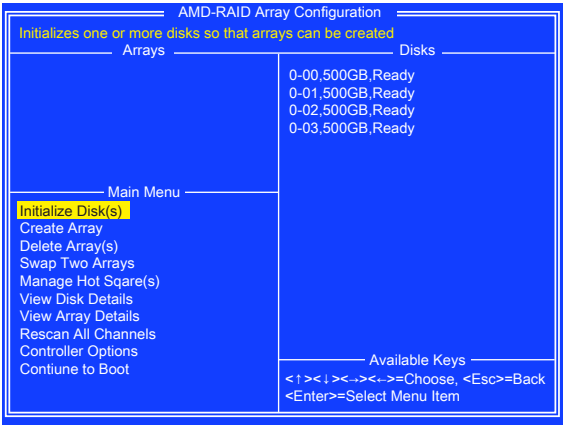 AMD-RAID Array Configuration
Initializes one or more disks so that arrays can be created
Arrays
Disks
0-00,500GB,Ready
0-01,500GB,Ready
0-02,500GB,Ready
0-03,500GB,Ready
Main Menu
Initialize Disk(s)
Create Array
Delete Array(s)
Swap Two Arrays
Manage Hot Sqare(s)
View Disk Details
View Array Details
Rescan All Channels
Controller Options
Contiune to Boot
Available Keys
<↑><↓><→><←>=Choose, <Esc>=Back
<Enter>=Select Menu Item